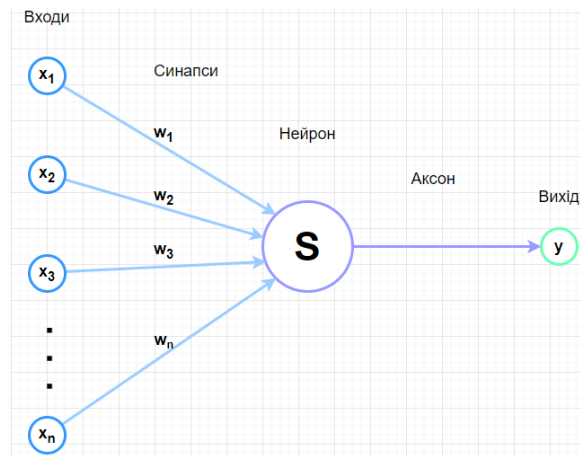 Входи
x1
Синапси
w1
Нейрон
x2
w2
Аксон
Вихід
S
y
w3
x3
wn
xn